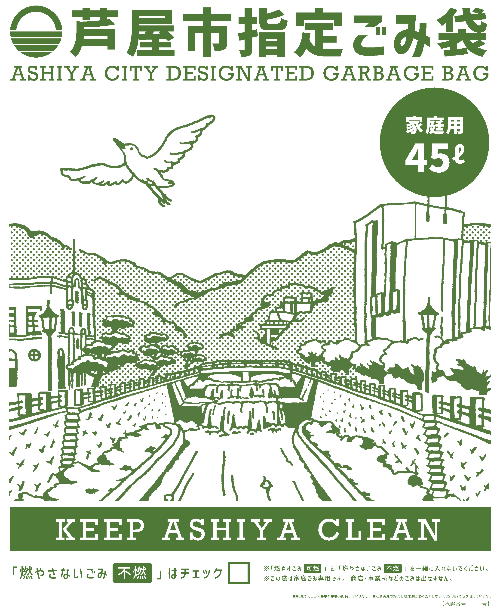 芦屋市指定ごみ袋
ASHIYA CITY DESIGNATED GARBAGE BAG
家庭用
45ℓ
KEEP ASHIYA CLEAN
「燃やさないごみ 不燃 」はチェック